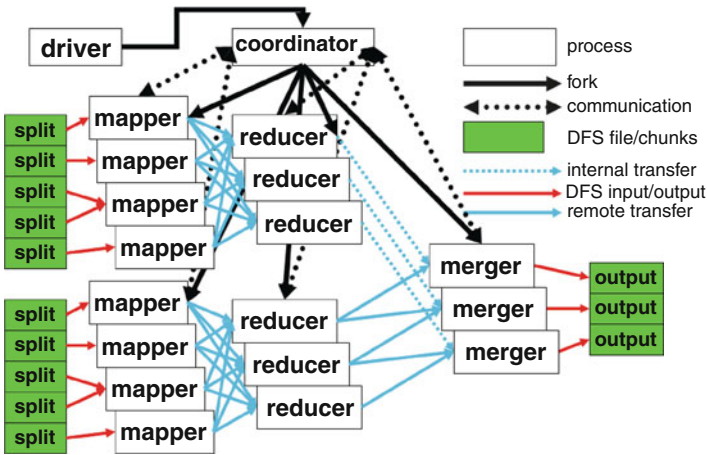 driver
coordinator
process
fork
communication
DFS file/chunks
internal transfer
DFS input/output
remote transfer
split
split
split
split
split
mapper
mapper
mapper
mapper
reducer
reducer
reducer
split
split
split
split
split
mapper
mapper
mapper
mapper
reducer
reducer
reducer
merger
merger
merger
output
output
output